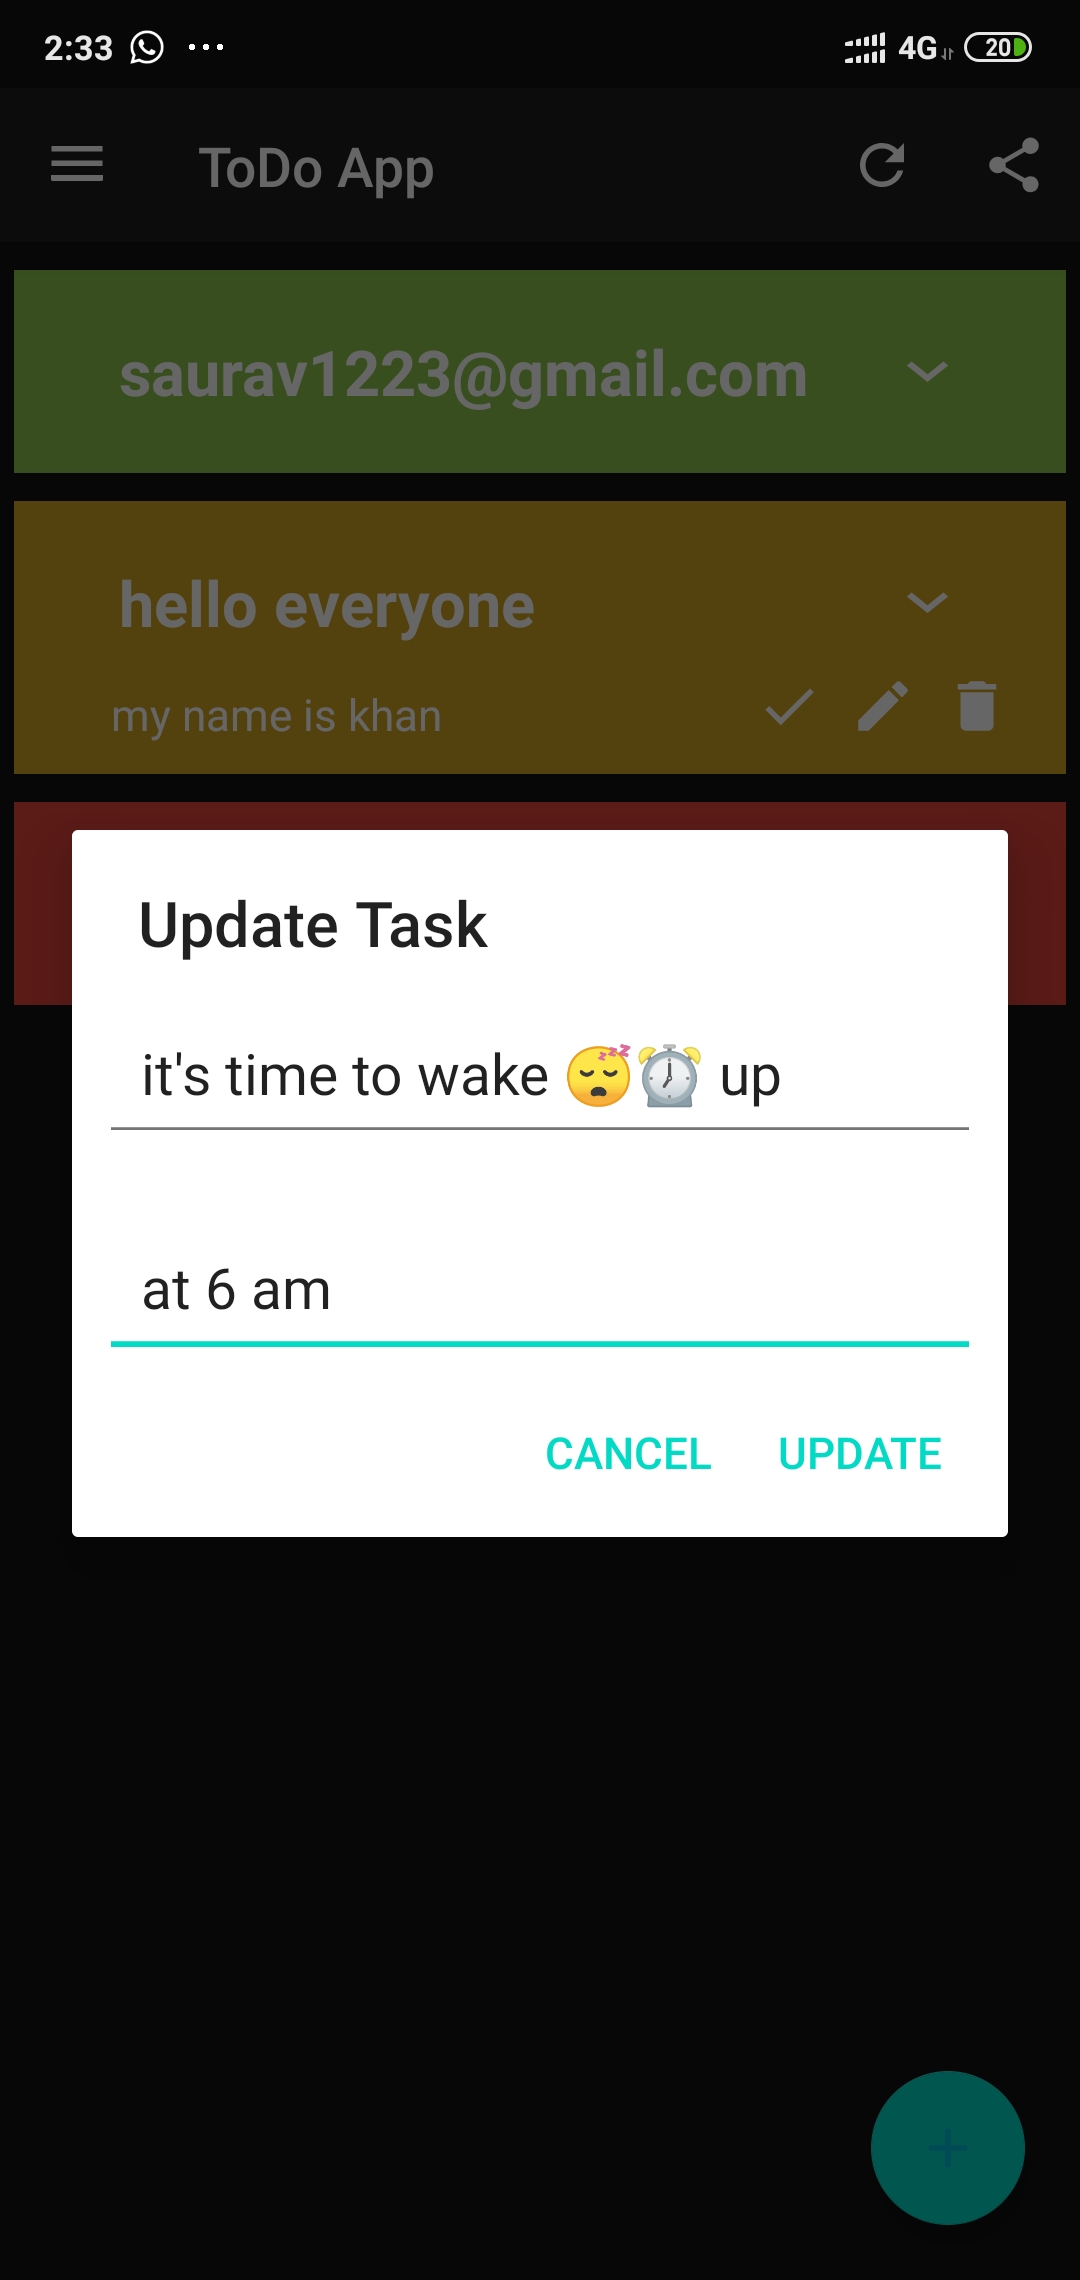 2:33
4G
20
ToDo App
saurav1223@gmail.com
hello everyone
my name is khan
Update Task
it's time to wake 😴⏰ up
at 6 am
CANCEL UPDATE